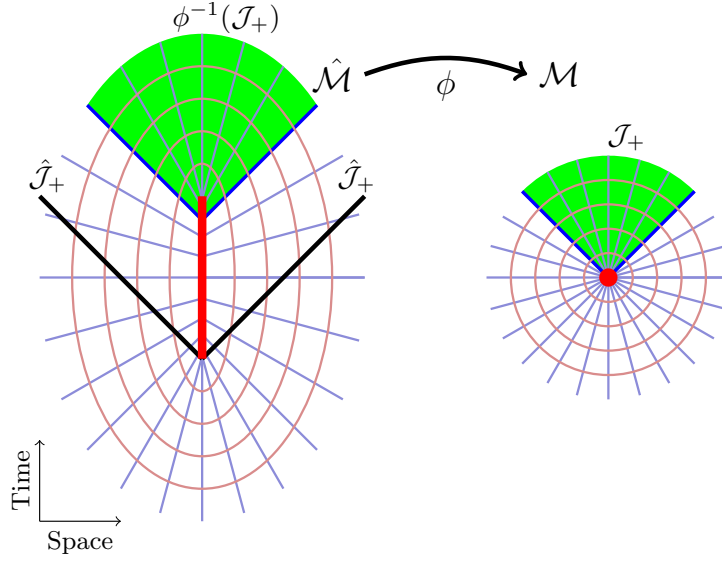 ϕ⁻¹(𝒥₊)
ℳ̂
ϕ
ℳ
𝒥₊
𝒥̂₊
𝒥̂₊
Time
Space